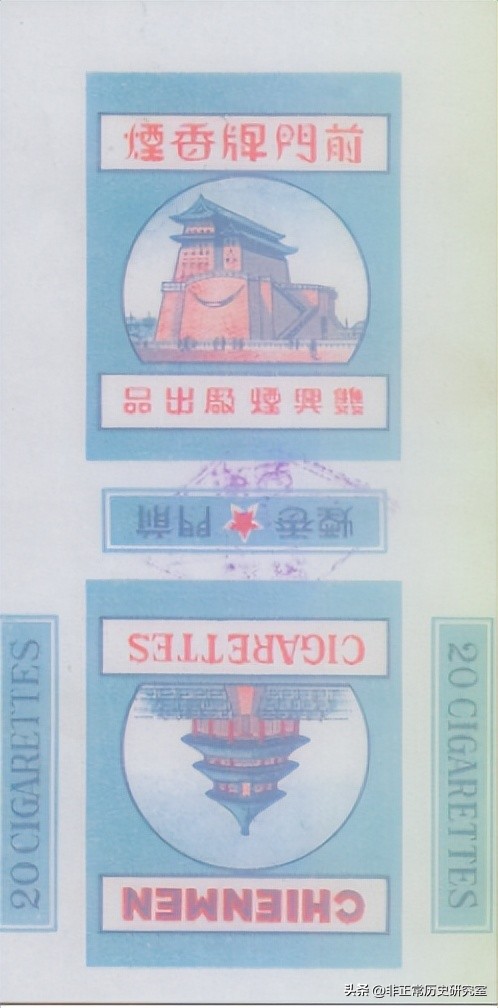 前門牌香煙
雙興煙廠出品
前門香煙
CHIENMEN
CIGARETTES
20 CIGARETTES
20 CIGARETTES
头条 @非正常历史研究室